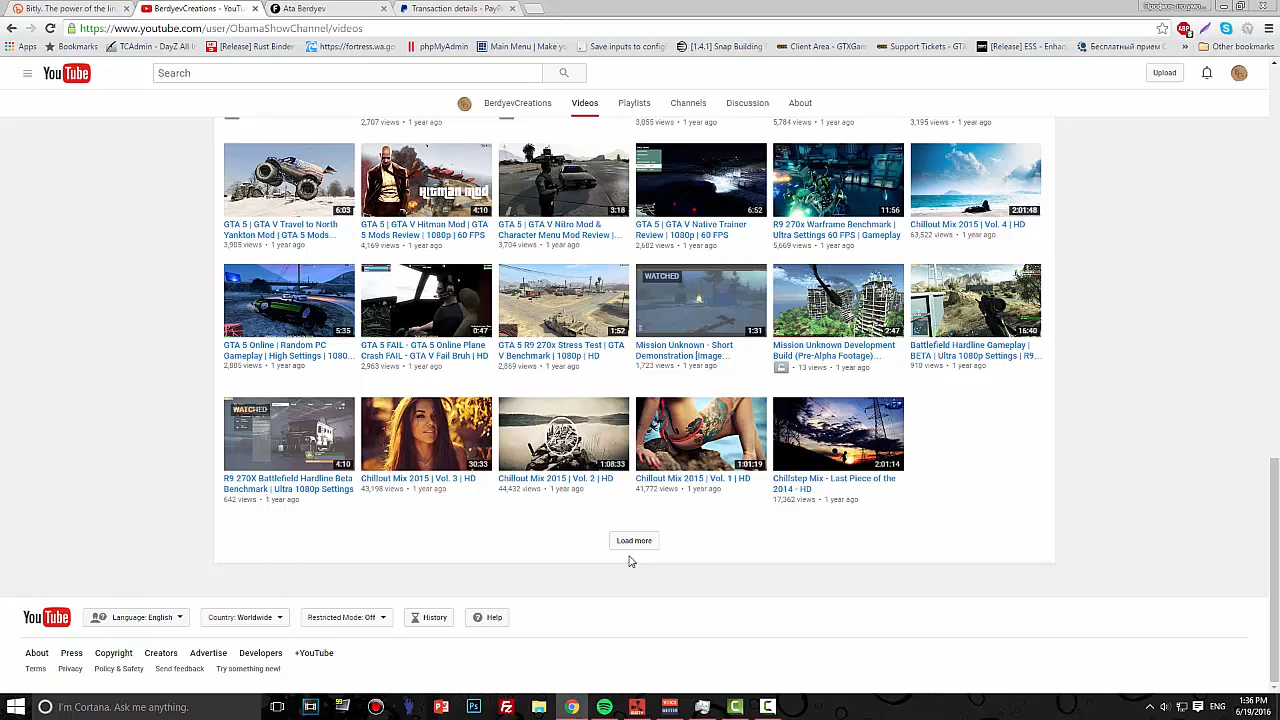 Bitly. The power of the lin
BerdyevCreations - YouTu
Ata Berdyev
Transaction details - PayP
https://www.youtube.com/user/ObamaShowChannel/videos
Apps
Bookmarks
TCAdmin - DayZ All
[Release] Rust Binder
https://fortress.wa.go
phpMyAdmin
Main Menu | Make yo
Save inputs to config
[1.4.1] Snap Building
Client Area - GTXGam
Support Tickets - GTX
[Release] ESS - Enhan
Бесплатный прием С
Other bookmarks
YouTube
Search
Upload
BerdyevCreations
Videos
Playlists
Channels
Discussion
About
2,707 views • 1 year ago
3,055 views • 1 year ago
5,784 views • 1 year ago
3,195 views • 1 year ago
6:03
HITMAN MOD
4:10
3:18
6:52
11:56
2:01:48
GTA 5 | GTA V Travel to North
Yankton Mod | GTA 5 Mods...
3,905 views • 1 year ago
GTA 5 | GTA V Hitman Mod | GTA
5 Mods Review | 1080p | 60 FPS
4,169 views • 1 year ago
GTA 5 | GTA V Nitro Mod &
Character Menu Mod Review |...
3,704 views • 1 year ago
GTA 5 | GTA V Native Trainer
Review | 1080p | 60 FPS
2,682 views • 1 year ago
R9 270x Warframe Benchmark |
Ultra Settings 60 FPS | Gameplay
5,669 views • 1 year ago
Chillout Mix 2015 | Vol. 4 | HD
63,522 views • 1 year ago
5:35
0:47
1:52
WATCHED
1:31
2:47
16:40
GTA 5 Online | Random PC
Gameplay | High Settings | 1080...
2,885 views • 1 year ago
GTA 5 FAIL - GTA 5 Online Plane
Crash FAIL - GTA V Fail Bruh | HD
2,963 views • 1 year ago
GTA 5 R9 270x Stress Test | GTA
V Benchmark | 1080p | HD
2,869 views • 1 year ago
Mission Unknown - Short
Demonstration [Image...
1,723 views • 1 year ago
Mission Unknown Development
Build (Pre-Alpha Footage)...
• 13 views • 1 year ago
Battlefield Hardline Gameplay |
BETA | Ultra 1080p Settings | R9...
910 views • 1 year ago
WATCHED
4:10
30:33
1:08:33
1:01:19
2:01:14
R9 270X Battlefield Hardline Beta
Benchmark | Ultra 1080p Settings
642 views • 1 year ago
Chillout Mix 2015 | Vol. 3 | HD
43,198 views • 1 year ago
Chillout Mix 2015 | Vol. 2 | HD
44,432 views • 1 year ago
Chillout Mix 2015 | Vol. 1 | HD
41,772 views • 1 year ago
Chillstep Mix - Last Piece of the
2014 - HD
17,362 views • 1 year ago
Load more
YouTube
Language: English
Country: Worldwide
Restricted Mode: Off
History
Help
About
Press
Copyright
Creators
Advertise
Developers
+YouTube
Terms
Privacy
Policy & Safety
Send feedback
Try something new!
I'm Cortana. Ask me anything.
ENG
1:36 PM
6/19/2016